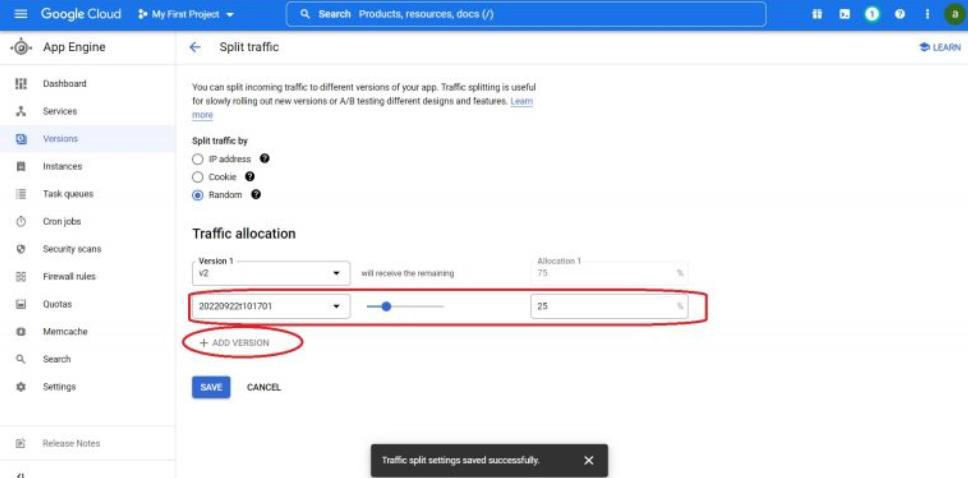 Google Cloud My First Project Search Products, resources, docs (/) 1 a
App Engine Split traffic LEARN
Dashboard
Services
Versions
Instances
Task queues
Cron jobs
Security scans
Firewall rules
Quotas
Memcache
Search
Settings
Release Notes
You can split incoming traffic to different versions of your app. Traffic splitting is useful
for slowly rolling out new versions or A/B testing different designs and features. Learn
more
Split traffic by
IP address
Cookie
Random
Traffic allocation
Version 1 Allocation 1
v2 will receive the remaining 75 %
20220922t101701 25 %
+ ADD VERSION
SAVE CANCEL
Traffic split settings saved successfully.